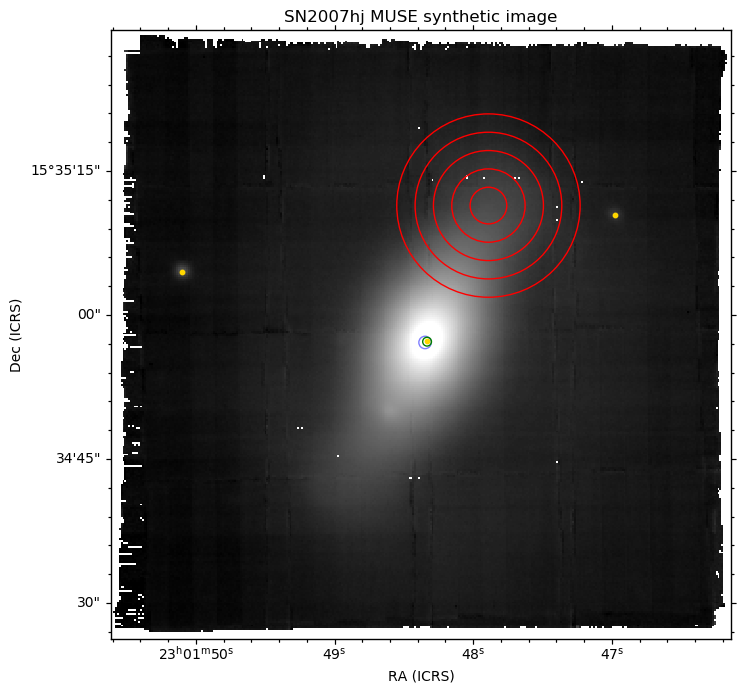 SN2007hj MUSE synthetic image
15°35'15"
00"
34'45"
30"
Dec (ICRS)
23ʰ01ᵐ50ˢ
49ˢ
48ˢ
47ˢ
RA (ICRS)